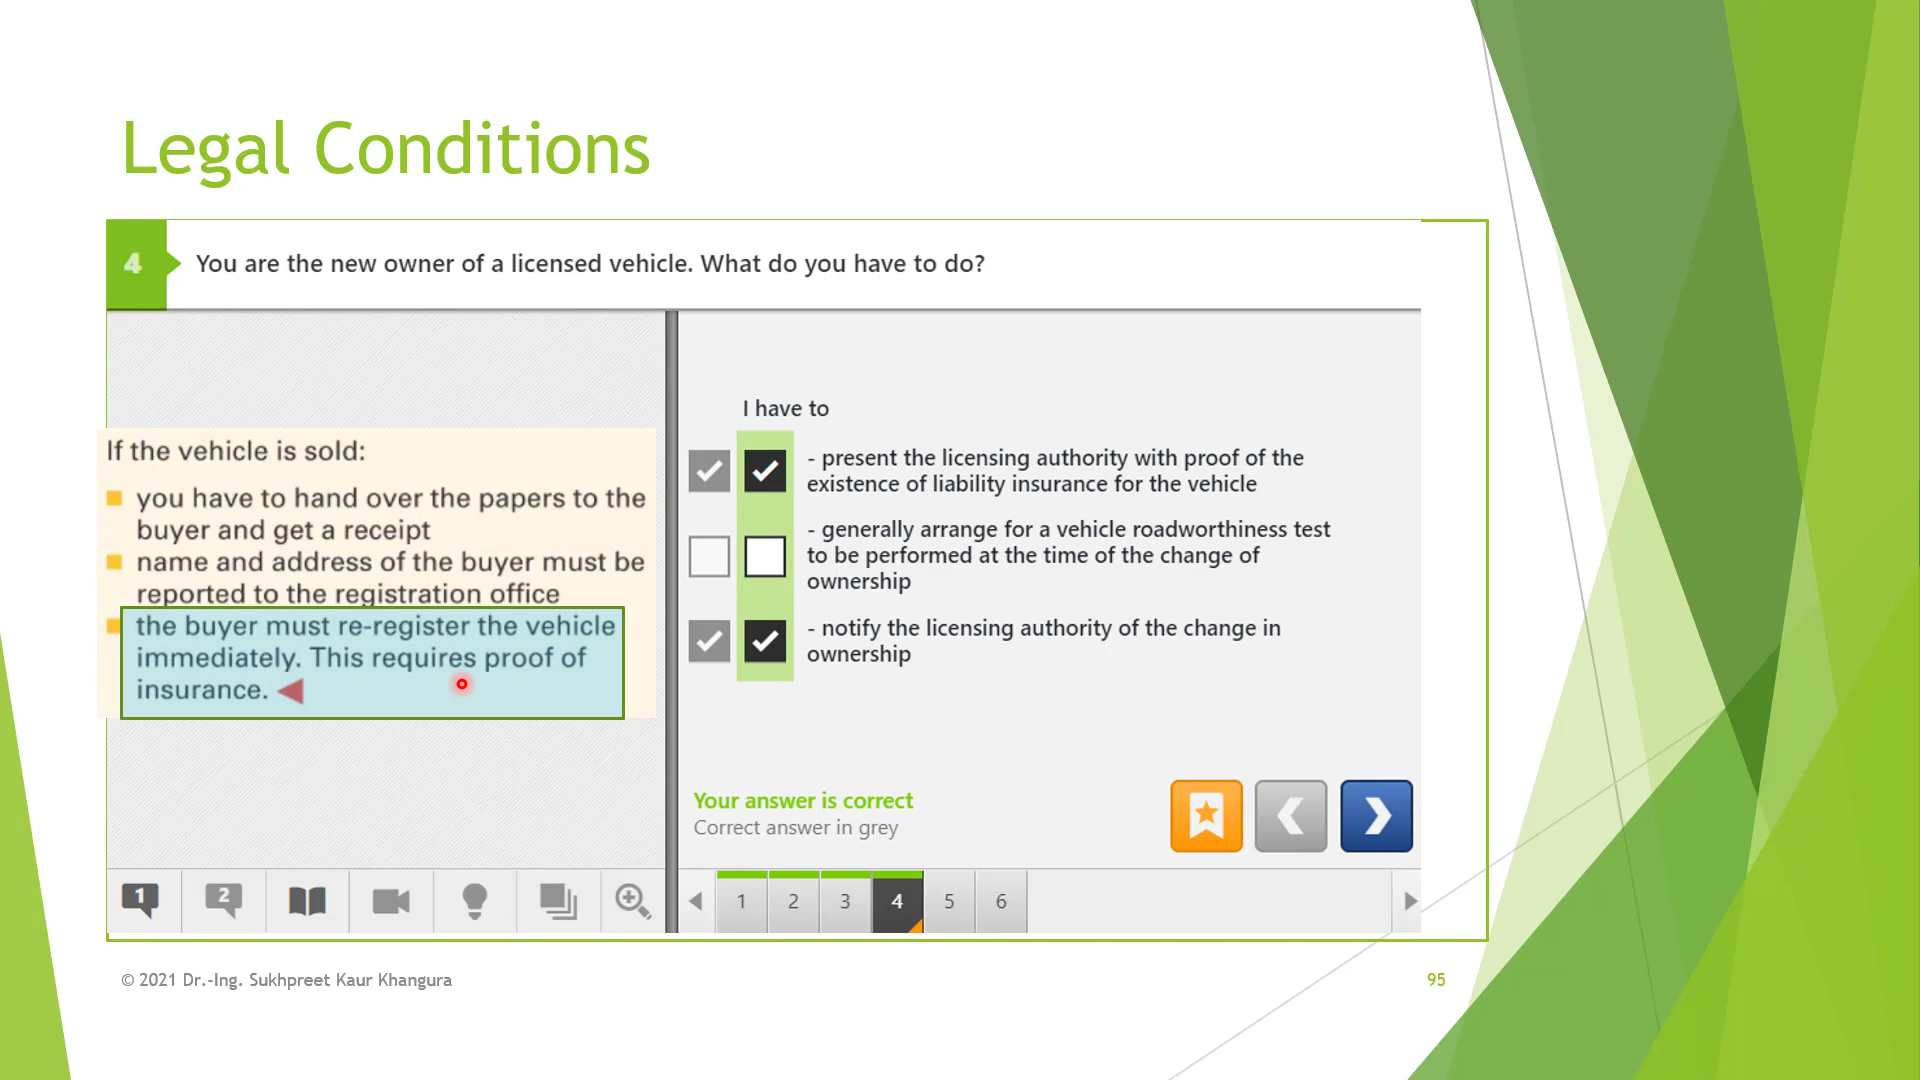 Legal Conditions
4
You are the new owner of a licensed vehicle. What do you have to do?
If the vehicle is sold:
you have to hand over the papers to the
buyer and get a receipt
name and address of the buyer must be
reported to the registration office
the buyer must re-register the vehicle
immediately. This requires proof of
insurance.
I have to
- present the licensing authority with proof of the
existence of liability insurance for the vehicle
- generally arrange for a vehicle roadworthiness test
to be performed at the time of the change of
ownership
- notify the licensing authority of the change in
ownership
Your answer is correct
Correct answer in grey
1 2
1 2 3 4 5 6
© 2021 Dr.-Ing. Sukhpreet Kaur Khangura
95